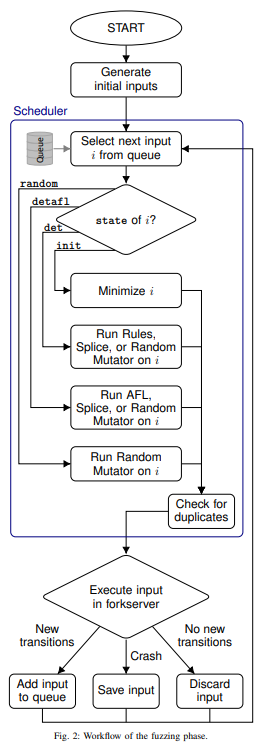 START
Generate
initial inputs
Scheduler
Queue
Select next input
i from queue
random
detafl
state of i?
det
init
Minimize i
Run Rules,
Splice, or Random
Mutator on i
Run AFL,
Splice, or Random
Mutator on i
Run Random
Mutator on i
Check for
duplicates
Execute input
in forkserver
New
transitions
Crash
No new
transitions
Add input
to queue
Save input
Discard
input
Fig. 2: Workflow of the fuzzing phase.